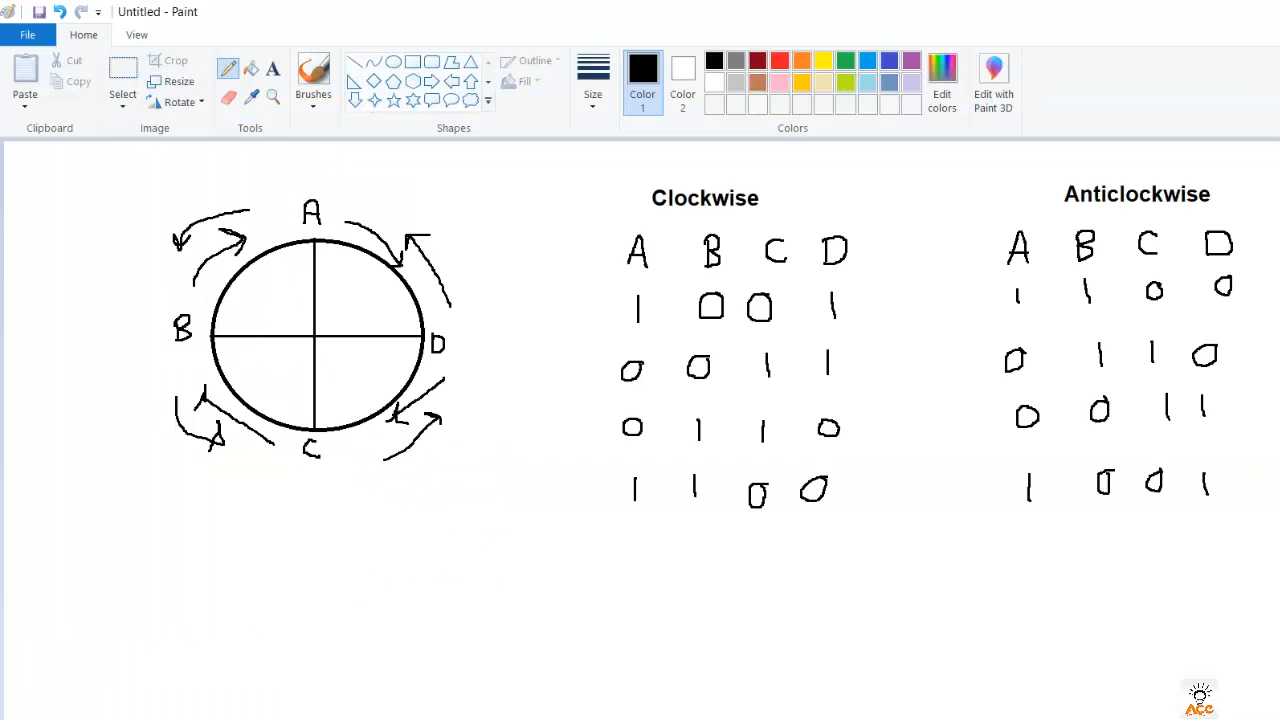 Untitled - Paint
File Home View
Paste
Cut
Copy
Clipboard
Select
Crop
Resize
Rotate
Image
A
Tools
Brushes
Outline
Fill
Shapes
Size
Color 1
Color 2
Edit colors
Colors
Edit with Paint 3D
A
B
D
C
Clockwise
A B C D
1 0 0 1
0 0 1 1
0 1 1 0
1 1 0 0
Anticlockwise
A B C D
1 1 0 0
0 1 1 0
0 0 1 1
1 0 0 1
ACC